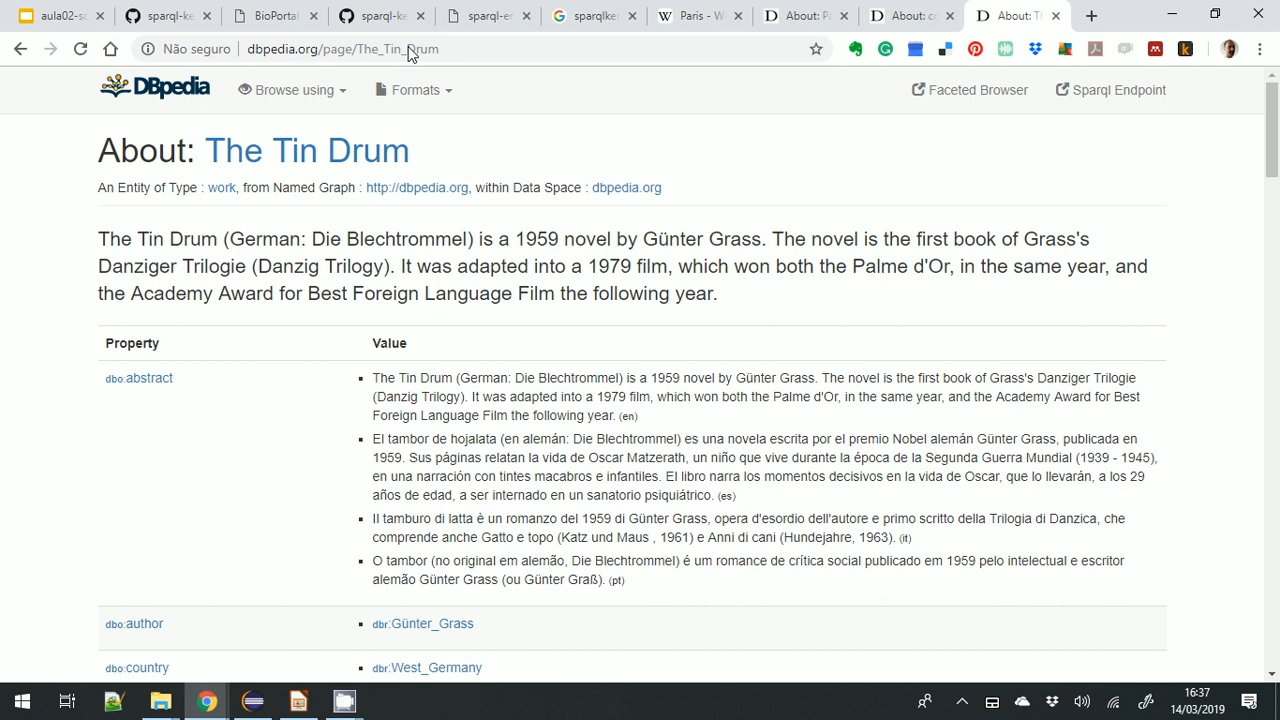 aula02-sc
sparql-ke
BioPortal
sparql-ke
sparql-en
sparqlker
Paris - W
About: P
About: co
About: Th
Não seguro
dbpedia.org/page/The_Tin_Drum
DBpedia
Browse using
Formats
Faceted Browser
Sparql Endpoint
About: The Tin Drum
An Entity of Type : work, from Named Graph : http://dbpedia.org, within Data Space : dbpedia.org
The Tin Drum (German: Die Blechtrommel) is a 1959 novel by Günter Grass. The novel is the first book of Grass's
Danziger Trilogie (Danzig Trilogy). It was adapted into a 1979 film, which won both the Palme d'Or, in the same year, and
the Academy Award for Best Foreign Language Film the following year.
Property Value
dbo:abstract
The Tin Drum (German: Die Blechtrommel) is a 1959 novel by Günter Grass. The novel is the first book of Grass's Danziger Trilogie
(Danzig Trilogy). It was adapted into a 1979 film, which won both the Palme d'Or, in the same year, and the Academy Award for Best
Foreign Language Film the following year. (en)
El tambor de hojalata (en alemán: Die Blechtrommel) es una novela escrita por el premio Nobel alemán Günter Grass, publicada en
1959. Sus páginas relatan la vida de Oscar Matzerath, un niño que vive durante la época de la Segunda Guerra Mundial (1939 - 1945),
en una narración con tintes macabros e infantiles. El libro narra los momentos decisivos en la vida de Oscar, que lo llevarán, a los 29
años de edad, a ser internado en un sanatorio psiquiátrico. (es)
Il tamburo di latta è un romanzo del 1959 di Günter Grass, opera d'esordio dell'autore e primo scritto della Trilogia di Danzica, che
comprende anche Gatto e topo (Katz und Maus , 1961) e Anni di cani (Hundejahre, 1963). (it)
O tambor (no original em alemão, Die Blechtrommel) é um romance de crítica social publicado em 1959 pelo intelectual e escritor
alemão Günter Grass (ou Günter Graß). (pt)
dbo:author
dbr:Günter_Grass
dbo:country
dbr:West_Germany
16:37
14/03/2019